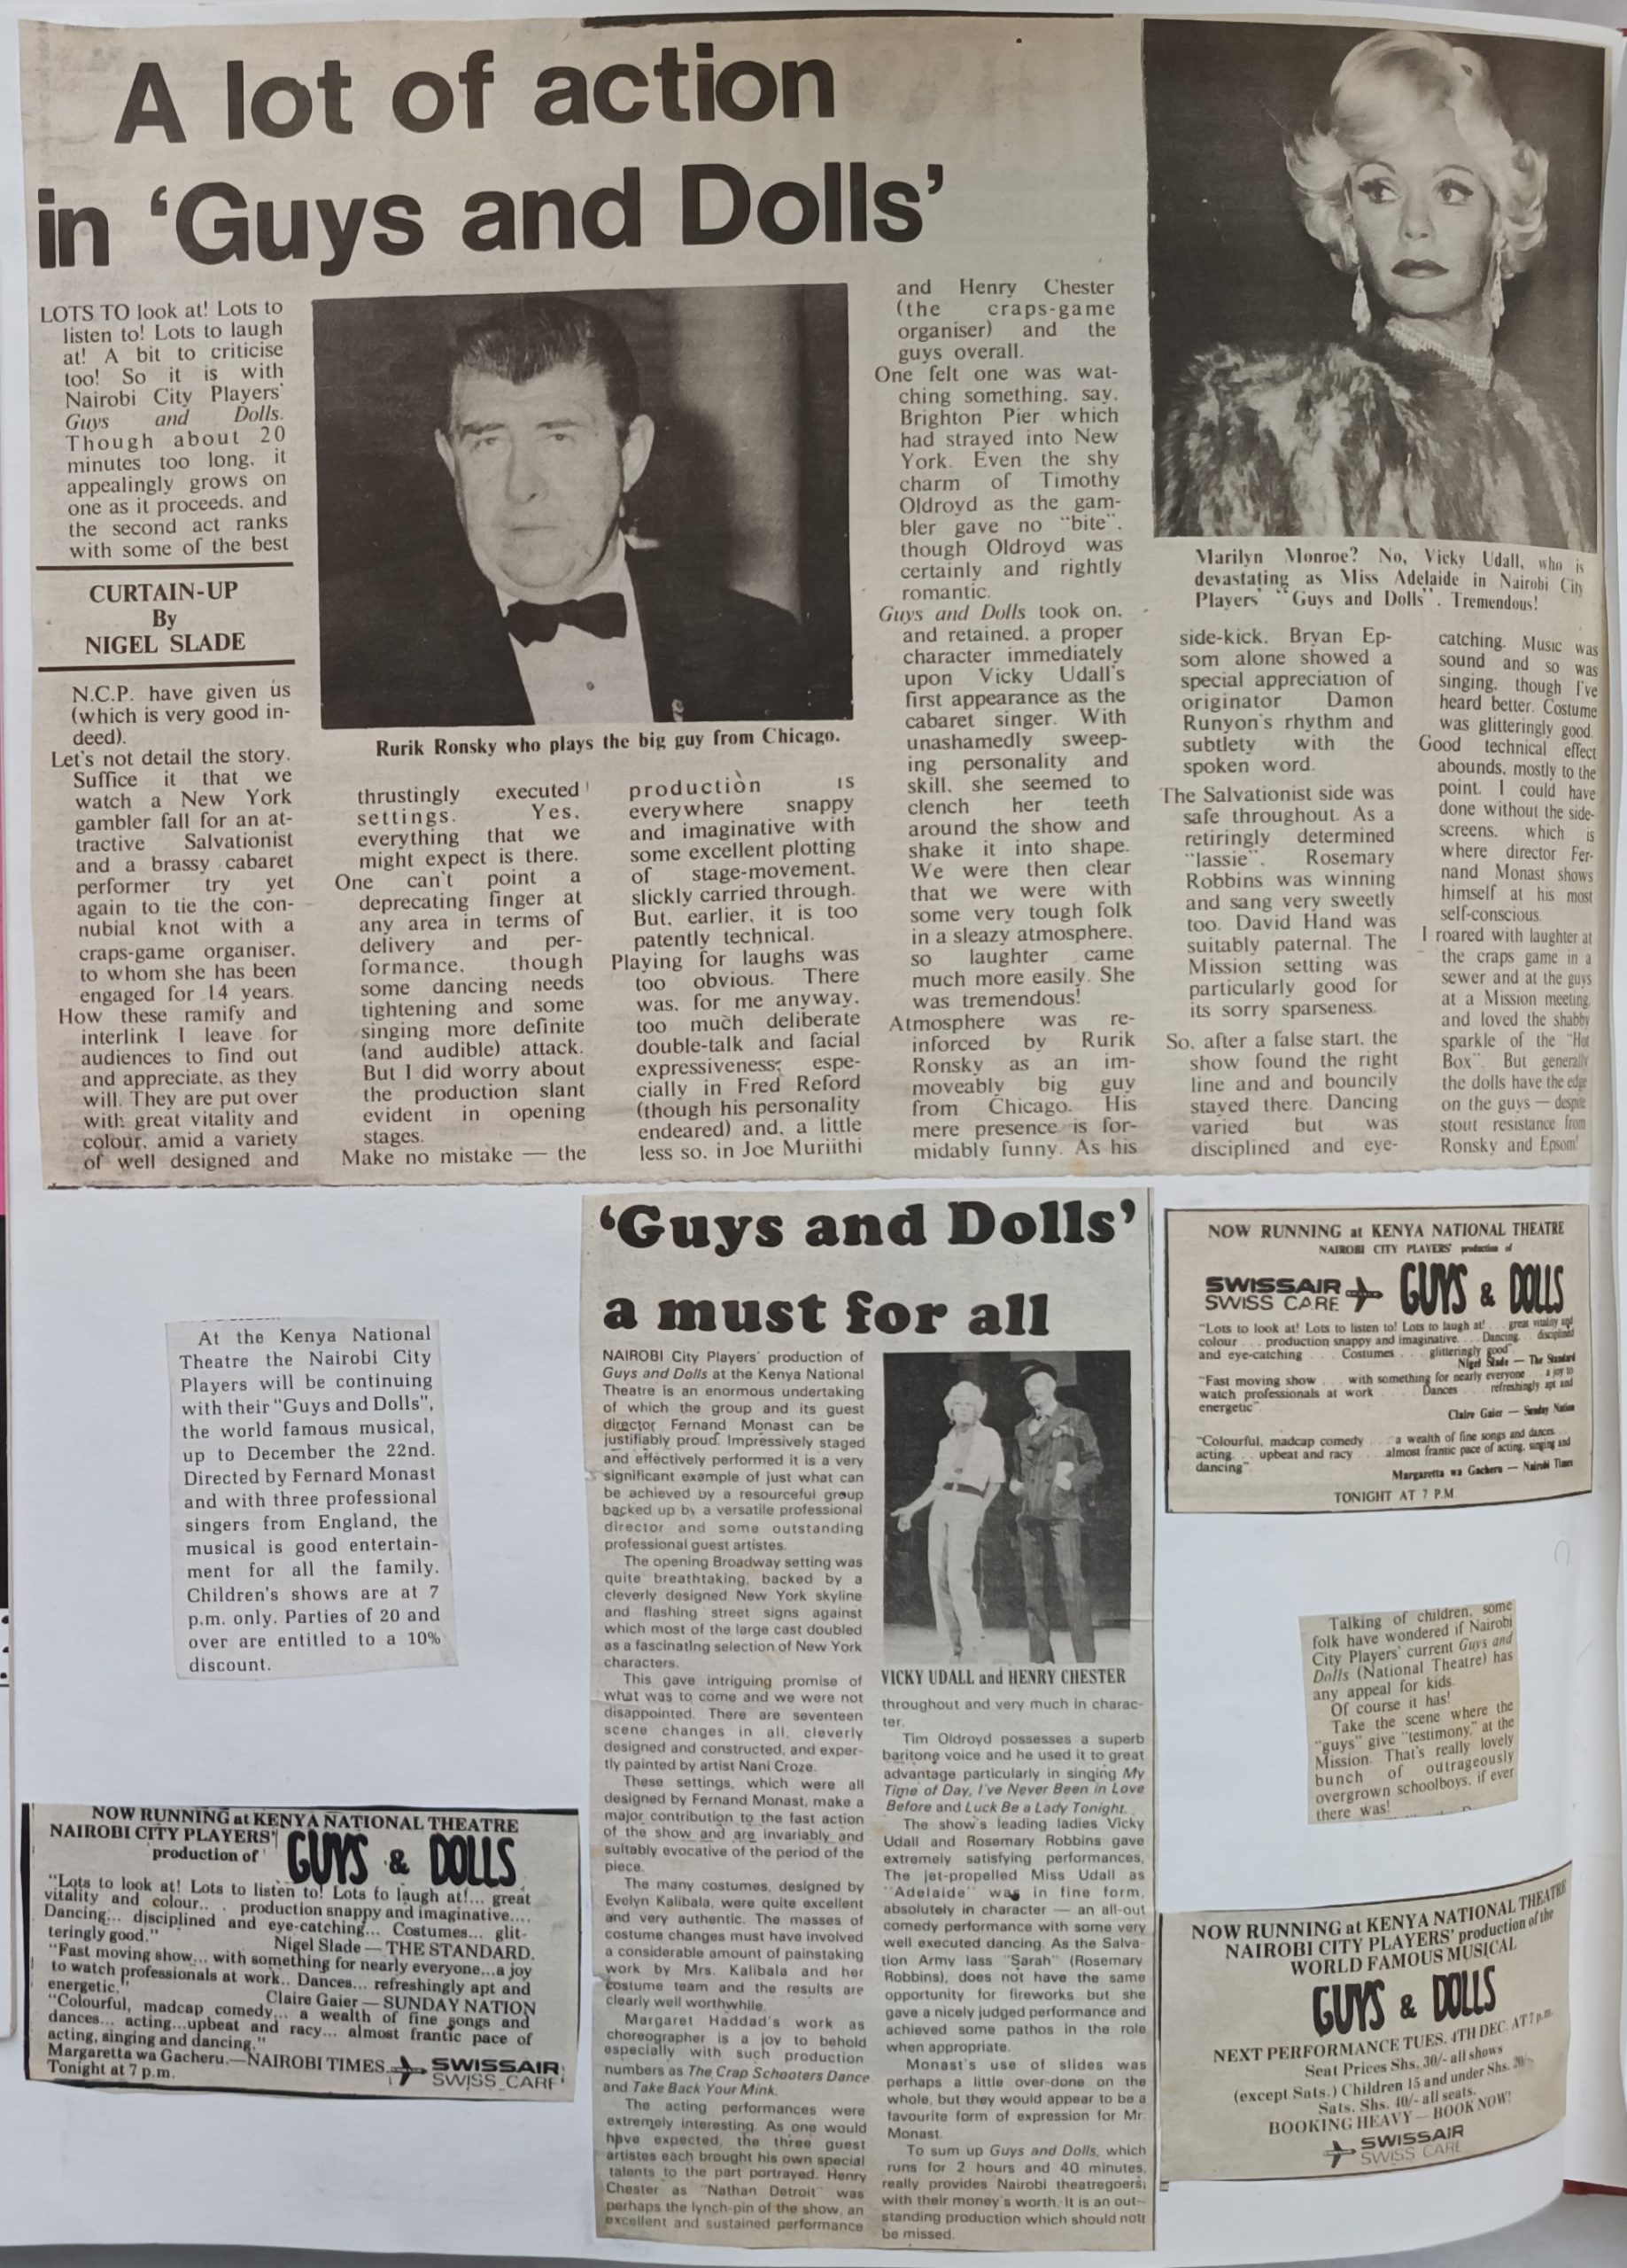 A lot of action
in ‘Guys and Dolls’
LOTS TO look at! Lots to
listen to! Lots to laugh
at! A bit to criticise
too! So it is with
Nairobi City Players'
Guys and Dolls.
Though about 20
minutes too long, it
appealingly grows on
one as it proceeds, and
the second act ranks
with some of the best
CURTAIN-UP
By
NIGEL SLADE
N.C.P. have given us
(which is very good in-
deed).
Let's not detail the story.
Suffice it that we
watch a New York
gambler fall for an at-
tractive Salvationist
and a brassy cabaret
performer try yet
again to tie the con-
nubial knot with a
craps-game organiser,
to whom she has been
engaged for 14 years.
How these ramify and
interlink I leave for
audiences to find out
and appreciate, as they
will. They are put over
with great vitality and
colour, amid a variety
of well designed and
Rurik Ronsky who plays the big guy from Chicago.
thrustingly executed
settings. Yes,
everything that we
might expect is there.
One can't point a
deprecating finger at
any area in terms of
delivery and per-
formance, though
some dancing needs
tightening and some
singing more definite
(and audible) attack.
But I did worry about
the production slant
evident in opening
stages.
Make no mistake — the
production is
everywhere snappy
and imaginative with
some excellent plotting
of stage-movement,
slickly carried through.
But, earlier, it is too
patently technical.
Playing for laughs was
too obvious. There
was, for me anyway,
too much deliberate
double-talk and facial
expressiveness; espe-
cially in Fred Reford
(though his personality
endeared) and, a little
less so, in Joe Muriithi
and Henry Chester
(the craps-game
organiser) and the
guys overall.
One felt one was wat-
ching something, say,
Brighton Pier which
had strayed into New
York. Even the shy
charm of Timothy
Oldroyd as the gam-
bler gave no "bite",
though Oldroyd was
certainly and rightly
romantic.
Guys and Dolls took on,
and retained, a proper
character immediately
upon Vicky Udall's
first appearance as the
cabaret singer. With
unashamedly sweep-
ing personality and
skill, she seemed to
clench her teeth
around the show and
shake it into shape.
We were then clear
that we were with
some very tough folk
in a sleazy atmosphere,
so laughter came
much more easily. She
was tremendous!
Atmosphere was re-
inforced by Rurik
Ronsky as an im-
moveably big guy
from Chicago. His
mere presence is for-
midably funny. As his
Marilyn Monroe? No, Vicky Udall, who is
devastating as Miss Adelaide in Nairobi City
Players' "Guys and Dolls". Tremendous!
side-kick, Bryan Ep-
som alone showed a
special appreciation of
originator Damon
Runyon's rhythm and
subtlety with the
spoken word.
The Salvationist side was
safe throughout. As a
retiringly determined
"lassie", Rosemary
Robbins was winning
and sang very sweetly
too. David Hand was
suitably paternal. The
Mission setting was
particularly good for
its sorry sparseness.
So, after a false start, the
show found the right
line and and bouncily
stayed there. Dancing
varied but was
disciplined and eye-
catching. Music was
sound and so was
singing, though I've
heard better. Costume
was glitteringly good.
Good technical effect
abounds, mostly to the
point. I could have
done without the side-
screens, which is
where director Fer-
nand Monast shows
himself at his most
self-conscious.
I roared with laughter at
the craps game in a
sewer and at the guys
at a Mission meeting,
and loved the shabby
sparkle of the "Hot
Box". But generally
the dolls have the edge
on the guys — despite
stout resistance from
Ronsky and Epsom!
At the Kenya National
Theatre the Nairobi City
Players will be continuing
with their "Guys and Dolls",
the world famous musical,
up to December the 22nd.
Directed by Fernard Monast
and with three professional
singers from England, the
musical is good entertain-
ment for all the family.
Children's shows are at 7
p.m. only. Parties of 20 and
over are entitled to a 10%
discount.
NOW RUNNING at KENYA NATIONAL THEATRE
NAIROBI CITY PLAYERS'
production of
GUYS & DOLLS
"Lots to look at! Lots to listen to! Lots to laugh at!... great
vitality and colour... production snappy and imaginative....
Dancing... disciplined and eye-catching... Costumes... glit-
teringly good."
Nigel Slade — THE STANDARD.
"Fast moving show... with something for nearly everyone...a joy
to watch professionals at work.. Dances... refreshingly apt and
energetic."
Claire Gaier — SUNDAY NATION
"Colourful, madcap comedy... a wealth of fine songs and
dances... acting...upbeat and racy... almost frantic pace of
acting, singing and dancing."
Margaretta wa Gacheru.—NAIROBI TIMES.
Tonight at 7 p.m.
SWISSAIR
SWISS CARE
‘Guys and Dolls’
a must for all
NAIROBI City Players' production of
Guys and Dolls at the Kenya National
Theatre is an enormous undertaking
of which the group and its guest
director Fernand Monast can be
justifiably proud. Impressively staged
and effectively performed it is a very
significant example of just what can
be achieved by a resourceful group
backed up by a versatile professional
director and some outstanding
professional guest artistes.
The opening Broadway setting was
quite breathtaking, backed by a
cleverly designed New York skyline
and flashing street signs against
which most of the large cast doubled
as a fascinating selection of New York
characters.
This gave intriguing promise of
what was to come and we were not
disappointed. There are seventeen
scene changes in all, cleverly
designed and constructed, and exper-
tly painted by artist Nani Croze.
These settings, which were all
designed by Fernand Monast, make a
major contribution to the fast action
of the show and are invariably and
suitably evocative of the period of the
piece.
The many costumes, designed by
Evelyn Kalibala, were quite excellent
and very authentic. The masses of
costume changes must have involved
a considerable amount of painstaking
work by Mrs. Kalibala and her
costume team and the results are
clearly well worthwhile.
Margaret Haddad's work as
choreographer is a joy to behold
especially with such production
numbers as The Crap Shooters Dance
and Take Back Your Mink.
The acting performances were
extremely interesting. As one would
have expected, the three guest
artistes each brought his own special
talents to the part portrayed. Henry
Chester as "Nathan Detroit" was
perhaps the lynch-pin of the show, an
excellent and sustained performance
VICKY UDALL and HENRY CHESTER
throughout and very much in charac-
ter.
Tim Oldroyd possesses a superb
baritone voice and he used it to great
advantage particularly in singing My
Time of Day, I've Never Been in Love
Before and Luck Be a Lady Tonight.
The show's leading ladies Vicky
Udall and Rosemary Robbins gave
extremely satisfying performances,
The jet-propelled Miss Udall as
"Adelaide" was in fine form,
absolutely in character — an all-out
comedy performance with some very
well executed dancing. As the Salva-
tion Army lass "Sarah" (Rosemary
Robbins), does not have the same
opportunity for fireworks but she
gave a nicely judged performance and
achieved some pathos in the role
when appropriate.
Monast's use of slides was
perhaps a little over-done on the
whole, but they would appear to be a
favourite form of expression for Mr.
Monast.
To sum up Guys and Dolls, which
runs for 2 hours and 40 minutes,
really provides Nairobi theatregoers
with their money's worth. It is an out-
standing production which should not
be missed.
NOW RUNNING at KENYA NATIONAL THEATRE
NAIROBI CITY PLAYERS' production of
SWISSAIR
SWISS CARE
GUYS & DOLLS
"Lots to look at! Lots to listen to! Lots to laugh at! . . . great vitality and
colour . . . production snappy and imaginative. . . . Dancing . . . disciplined
and eye-catching . . . Costumes . . . glitteringly good".
Nigel Slade — The Standard
"Fast moving show . . . with something for nearly everyone . . . a joy to
watch professionals at work . . . Dances . . . refreshingly apt and
energetic".
Claire Gaier — Sunday Nation
"Colourful, madcap comedy . . . a wealth of fine songs and dances . . .
acting. . . upbeat and racy . . . almost frantic pace of acting, singing and
dancing".
Margaretta wa Gacheru — Nairobi Times
TONIGHT AT 7 P.M
Talking of children, some
folk have wondered if Nairobi
City Players' current Guys and
Dolls (National Theatre) has
any appeal for kids.
Of course it has!
Take the scene where the
"guys" give "testimony," at the
Mission. That's really lovely
bunch of outrageously
overgrown schoolboys, if ever
there was!
NOW RUNNING at KENYA NATIONAL THEATRE
NAIROBI CITY PLAYERS' production of the
WORLD FAMOUS MUSICAL
GUYS & DOLLS
NEXT PERFORMANCE TUES. 4TH DEC. AT 7 p.m.
Seat Prices Shs. 30/- all shows
(except Sats.) Children 15 and under Shs. 20/-
Sats. Shs. 40/- all seats.
BOOKING HEAVY — BOOK NOW!
SWISSAIR
SWISS CARE